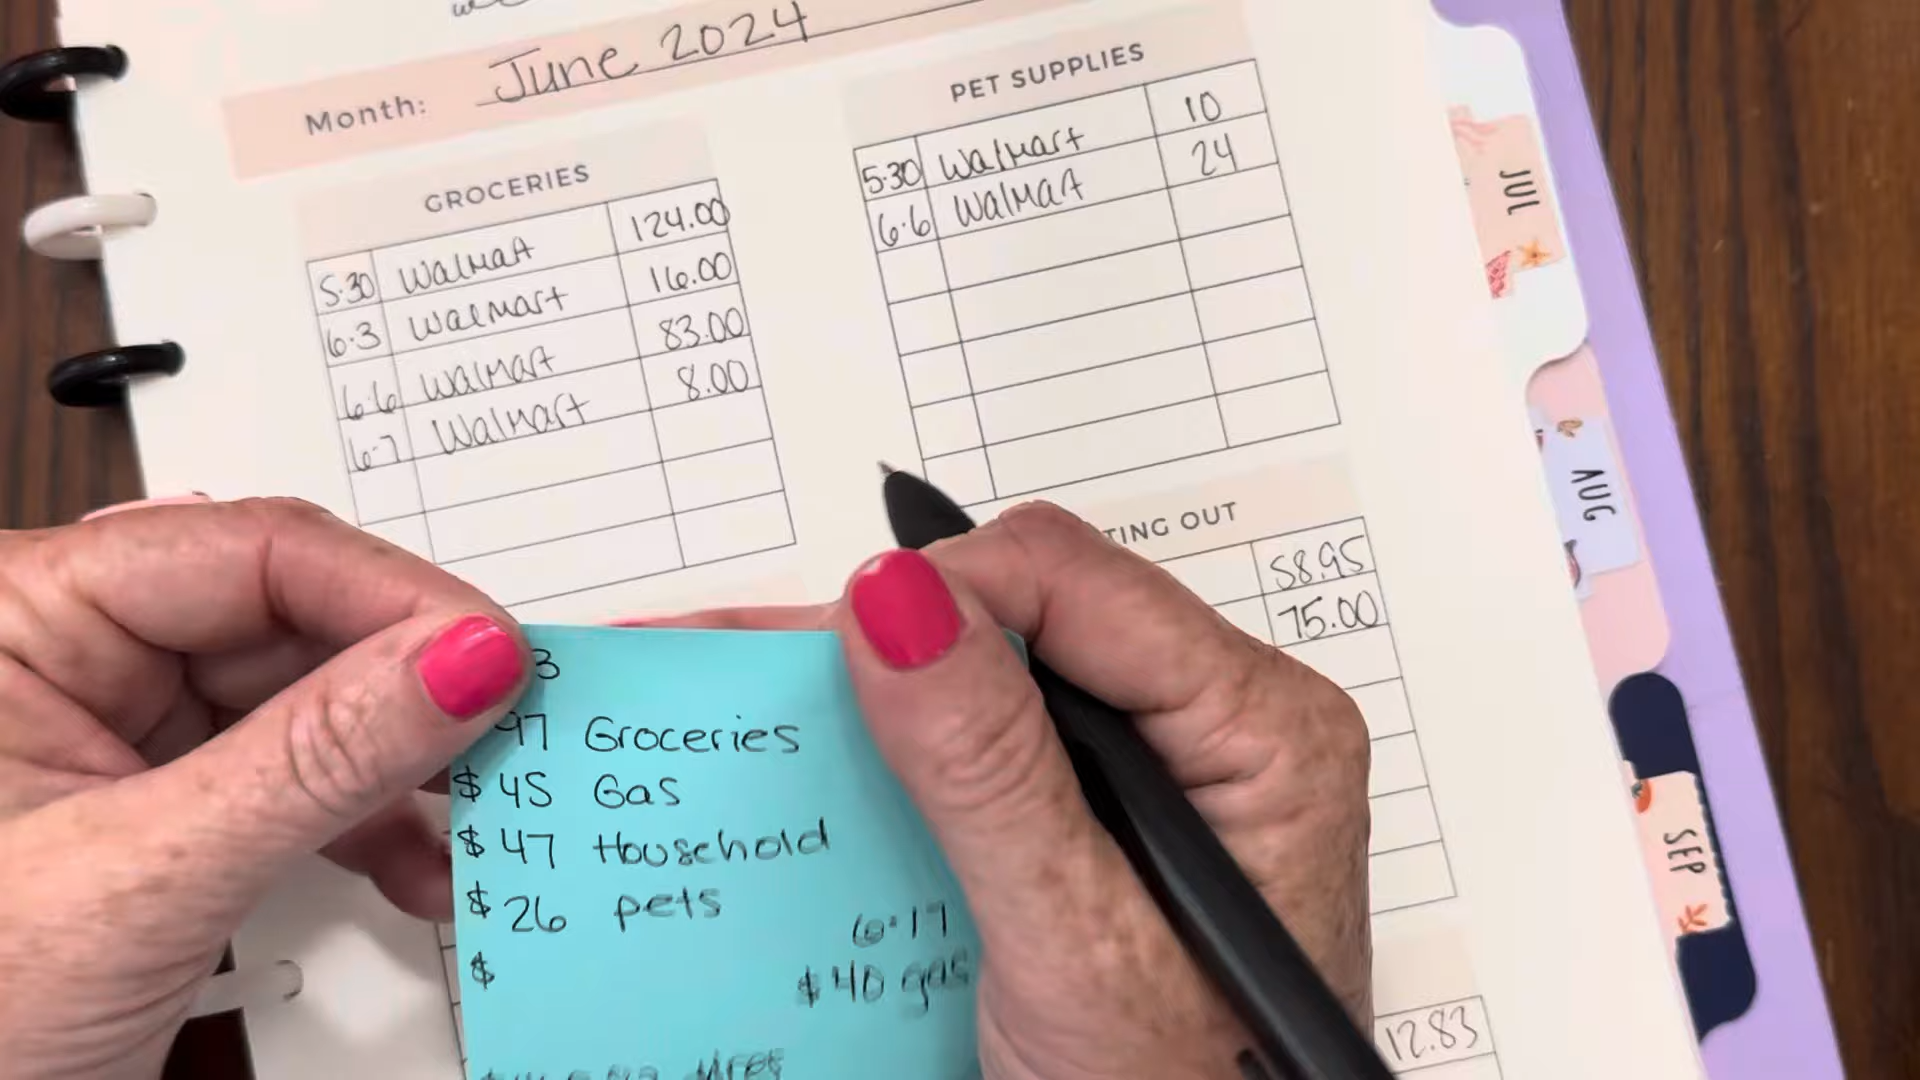 Month: June 2024
GROCERIES
5.30 Walmart 124.00
6.3 Walmart 16.00
6.6 Walmart 83.00
6.7 Walmart 8.00
PET SUPPLIES
5.30 Walmart 10
6.6 Walmart 24
TING OUT
58.95
75.00
12.83
3
97 Groceries
$ 45 Gas
$ 47 Household
$ 26 pets
$
6.17
$40 gas
JUL
AUG
SEP